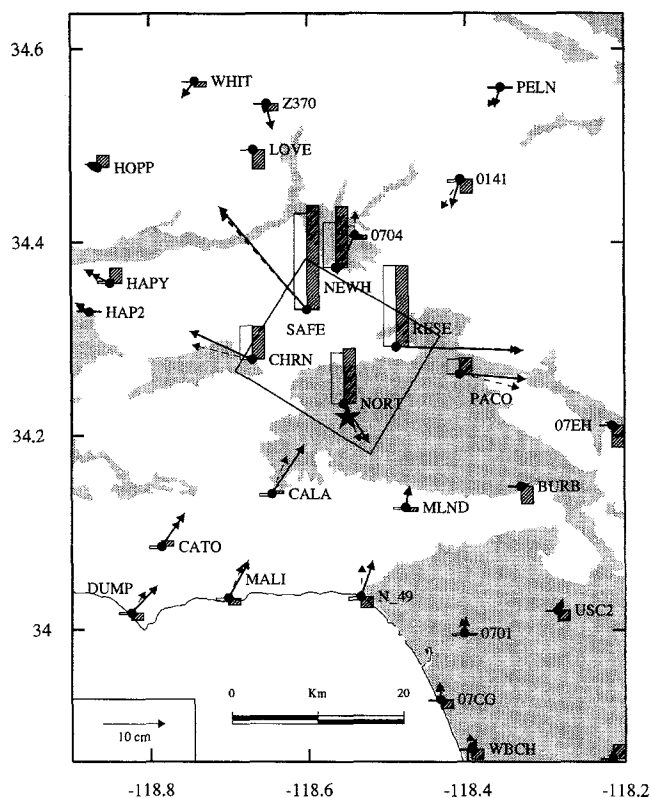 34.6
WHIT
PELN
Z370
LOVE
HOPP
0141
34.4
0704
NEWH
HAPY
HAP2
SAFE
RESE
CHRN
PACO
NORT
34.2
07EH
CALA
BURB
MLND
CATO
DUMP
MALI
N_49
USC2
34
0701
0 Km 20
07CG
10 cm
WBCH
-118.8 -118.6 -118.4 -118.2